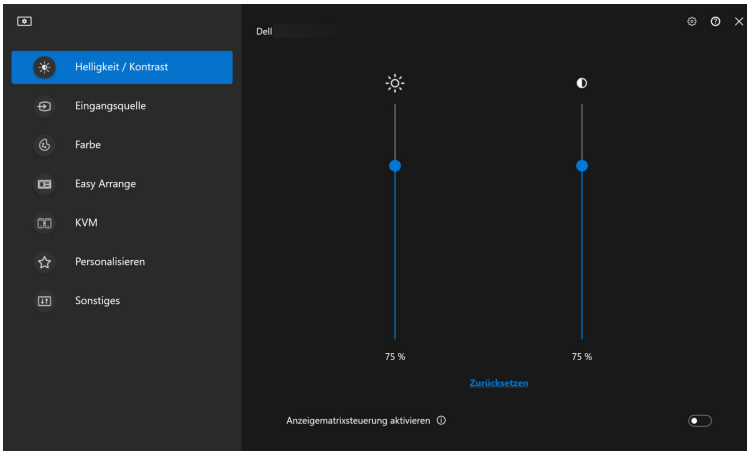 Dell
Helligkeit / Kontrast
Eingangsquelle
Farbe
Easy Arrange
KVM
Personalisieren
Sonstiges
75 % 75 %
Zurücksetzen
Anzeigematrixsteuerung aktivieren